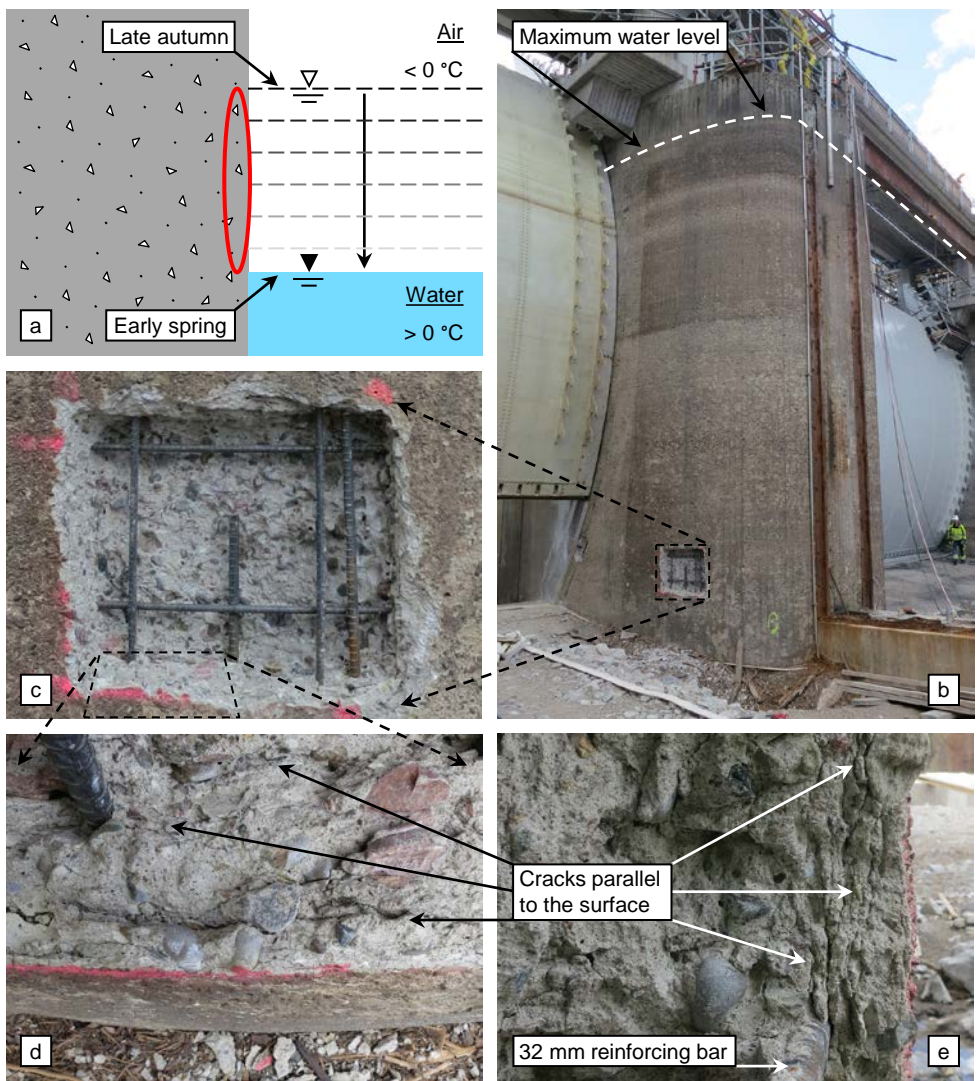 Late autumn
Air
< 0 °C
Early spring
Water
> 0 °C
a
Maximum water level
b
c
Cracks parallel
to the surface
d
32 mm reinforcing bar
e